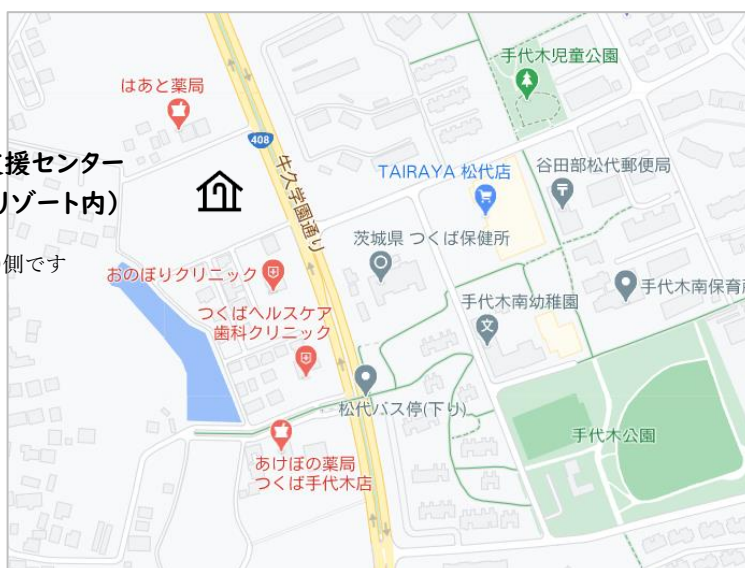 手代木児童公園
はあと薬局
408
援センター
リゾート内）
牛久学園通り
TAIRAYA 松代店
谷田部松代郵便局
茨城県 つくば保健所
側です
おのぼりクリニック
つくばヘルスケア
歯科クリニック
手代木南幼稚園
手代木南保育
松代バス停(下り)
手代木公園
あけぼの薬局
つくば手代木店